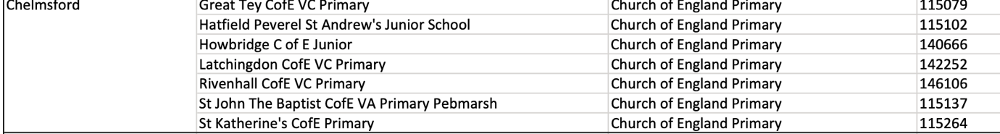 Chelmsford Great Tey CofE VC Primary Church of England Primary 115079
Hatfield Peverel St Andrew's Junior School Church of England Primary 115102
Howbridge C of E Junior Church of England Primary 140666
Latchingdon CofE VC Primary Church of England Primary 142252
Rivenhall CofE VC Primary Church of England Primary 146106
St John The Baptist CofE VA Primary Pebmarsh Church of England Primary 115137
St Katherine's CofE Primary Church of England Primary 115264